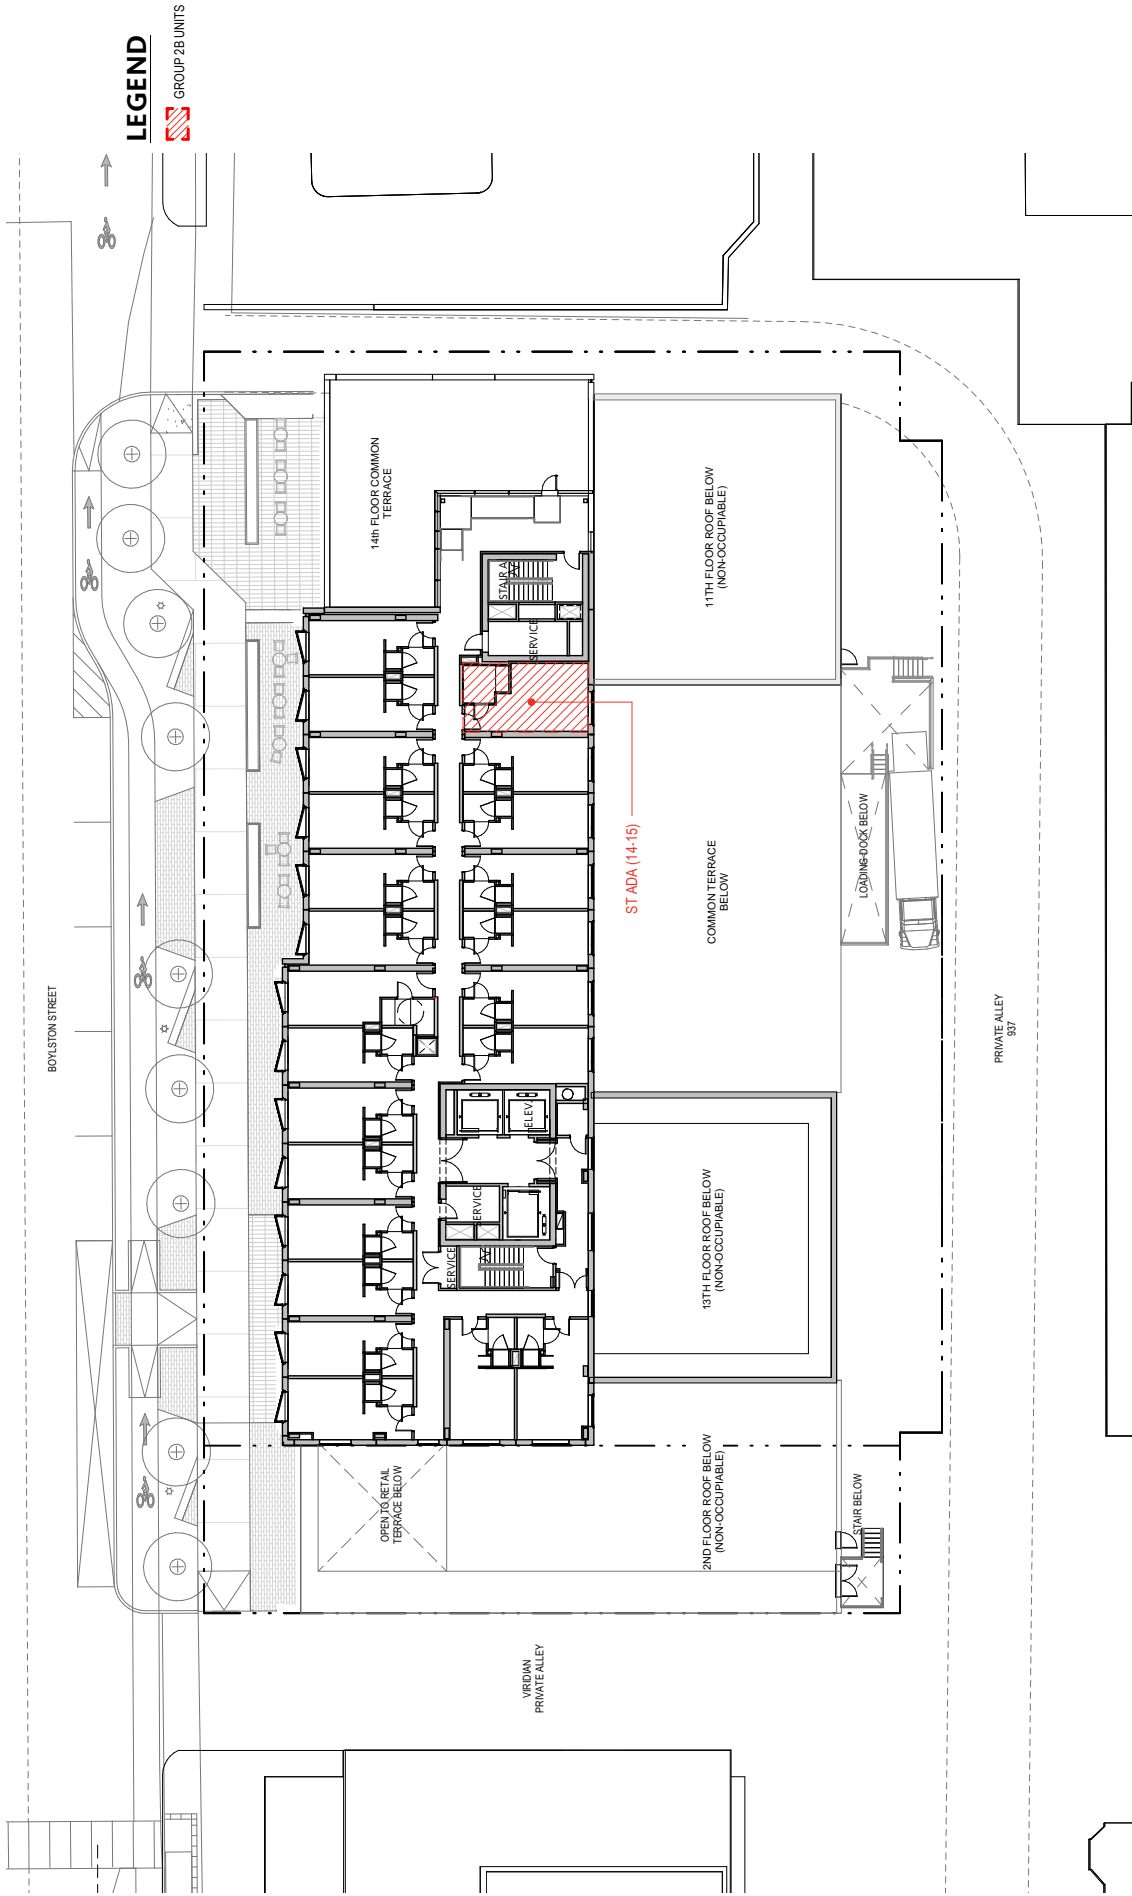 LEGEND
GROUP 2B UNITS
BOYLSTON STREET
14th FLOOR COMMON
TERRACE
STAIR A
SERVICE
11TH FLOOR ROOF BELOW
(NON-OCCUPIABLE)
ST ADA (14-15)
COMMON TERRACE
BELOW
LOADING DOCK BELOW
PRIVATE ALLEY
937
ELEV.
SERVICE
SERVICE
13TH FLOOR ROOF BELOW
(NON-OCCUPIABLE)
OPEN TO RETAIL
TERRACE BELOW
2ND FLOOR ROOF BELOW
(NON-OCCUPIABLE)
STAIR BELOW
VIRIDIAN
PRIVATE ALLEY